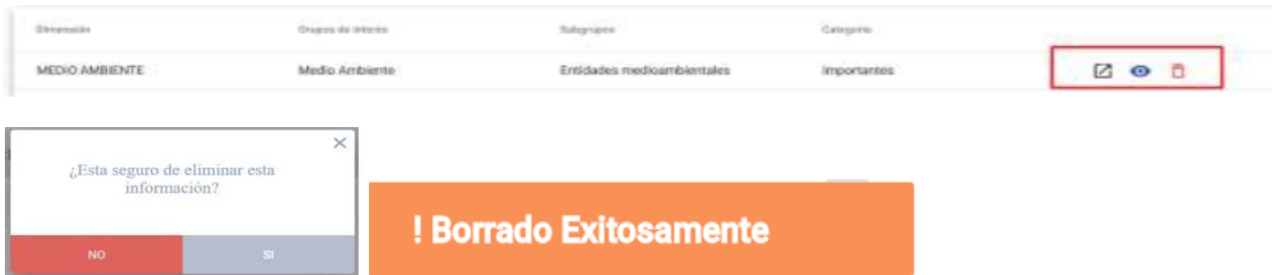 Dimensión Grupos de interés Subgrupos Categoría
MEDIO AMBIENTE Medio Ambiente Entidades medioambientales Importantes
¿Esta seguro de eliminar esta
información?
NO SI
! Borrado Exitosamente